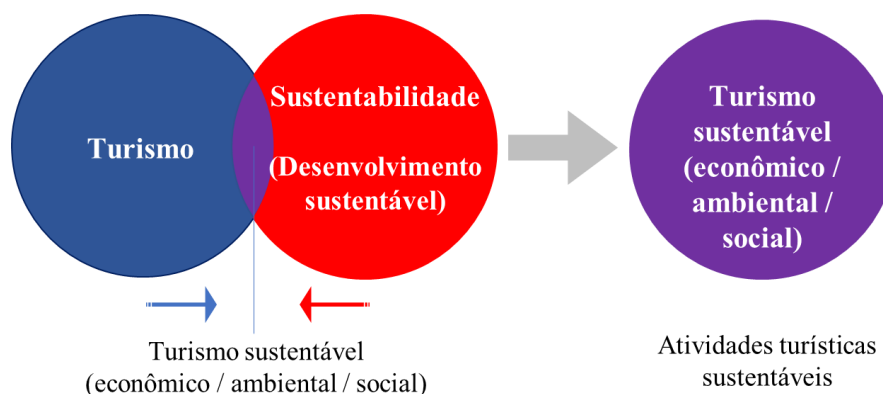 Turismo
Sustentabilidade
(Desenvolvimento
sustentável)
Turismo
sustentável
(econômico /
ambiental /
social)
Turismo sustentável
(econômico / ambiental / social)
Atividades turísticas
sustentáveis